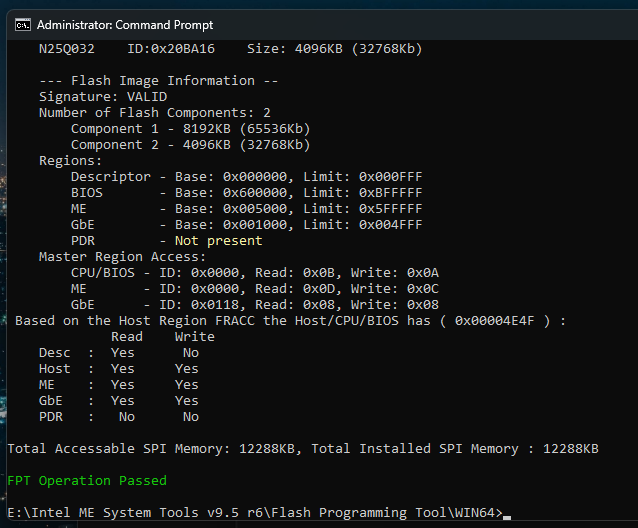 Administrator: Command Prompt
N25Q032 ID:0x20BA16 Size: 4096KB (32768Kb)
--- Flash Image Information --
Signature: VALID
Number of Flash Components: 2
Component 1 - 8192KB (65536Kb)
Component 2 - 4096KB (32768Kb)
Regions:
Descriptor - Base: 0x000000, Limit: 0x000FFF
BIOS - Base: 0x600000, Limit: 0xBFFFFF
ME - Base: 0x005000, Limit: 0x5FFFFF
GbE - Base: 0x001000, Limit: 0x004FFF
PDR - Not present
Master Region Access:
CPU/BIOS - ID: 0x0000, Read: 0x0B, Write: 0x0A
ME - ID: 0x0000, Read: 0x0D, Write: 0x0C
GbE - ID: 0x0118, Read: 0x08, Write: 0x08
Based on the Host Region FRACC the Host/CPU/BIOS has ( 0x00004E4F ) :
Read Write
Desc : Yes No
Host : Yes Yes
ME : Yes Yes
GbE : Yes Yes
PDR : No No
Total Accessable SPI Memory: 12288KB, Total Installed SPI Memory : 12288KB
FPT Operation Passed
E:\Intel ME System Tools v9.5 r6\Flash Programming Tool\WIN64>